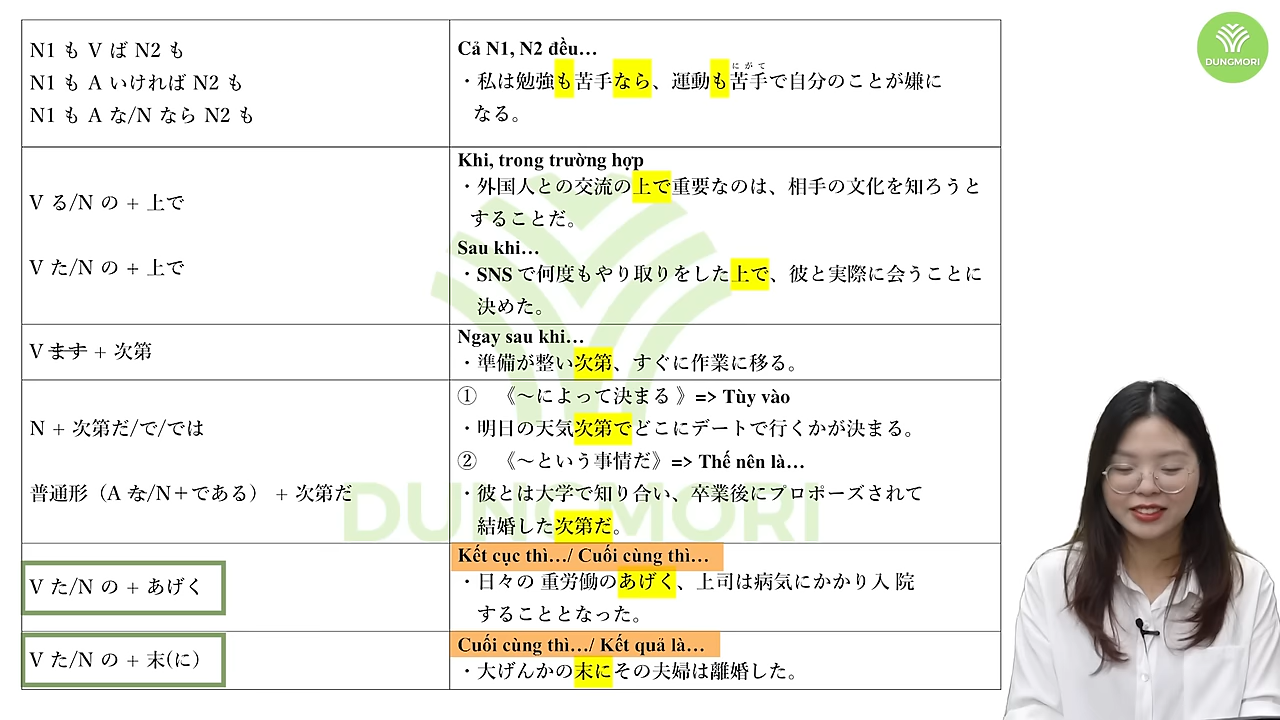 N1 も V ば N2 も
N1 も A いければ N2 も
N1 も A な/N なら N2 も
Cả N1, N2 đều…
・私は勉強も苦手なら、運動も苦手で自分のことが嫌に
にがて
なる。
V る/N の + 上で
V た/N の + 上で
Khi, trong trường hợp
・外国人との交流の上で重要なのは、相手の文化を知ろうと
することだ。
Sau khi…
・SNS で何度もやり取りをした上で、彼と実際に会うことに
決めた。
V ます + 次第
Ngay sau khi…
・準備が整い次第、すぐに作業に移る。
N + 次第だ/で/では
普通形（A な/N＋である） + 次第だ
① 《～によって決まる 》=> Tùy vào
・明日の天気次第でどこにデートで行くかが決まる。
② 《～という事情だ》=> Thế nên là…
・彼とは大学で知り合い、卒業後にプロポーズされて
結婚した次第だ。
V た/N の + あげく
Kết cục thì…/ Cuối cùng thì…
・日々の 重労働のあげく、上司は病気にかかり入 院
することとなった。
V た/N の + 末(に）
Cuối cùng thì…/ Kết quả là…
・大げんかの末にその夫婦は離婚した。
DUNGMORI
DUNGMORI